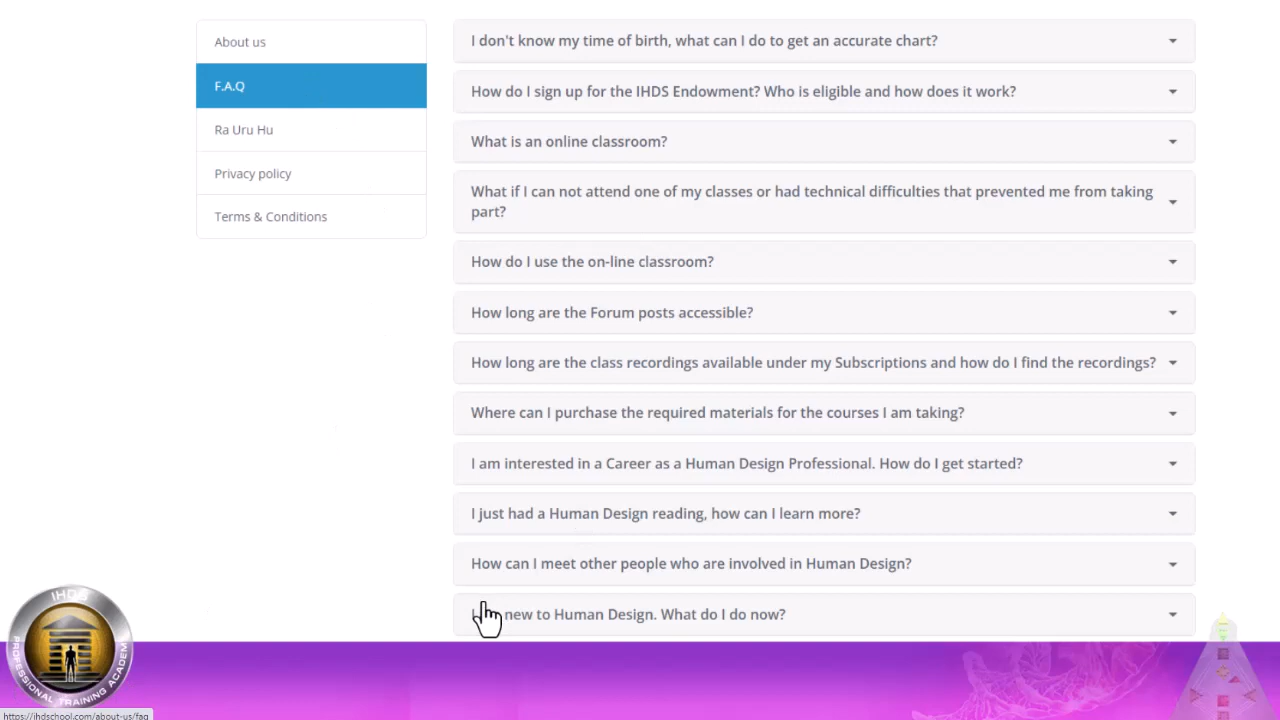 About us
F.A.Q
Ra Uru Hu
Privacy policy
Terms & Conditions
I don't know my time of birth, what can I do to get an accurate chart?
How do I sign up for the IHDS Endowment? Who is eligible and how does it work?
What is an online classroom?
What if I can not attend one of my classes or had technical difficulties that prevented me from taking
part?
How do I use the on-line classroom?
How long are the Forum posts accessible?
How long are the class recordings available under my Subscriptions and how do I find the recordings?
Where can I purchase the required materials for the courses I am taking?
I am interested in a Career as a Human Design Professional. How do I get started?
I just had a Human Design reading, how can I learn more?
How can I meet other people who are involved in Human Design?
new to Human Design. What do I do now?
IHDS
PROFESSIONAL TRAINING ACADEM
https://ihdschool.com/about-us/faq